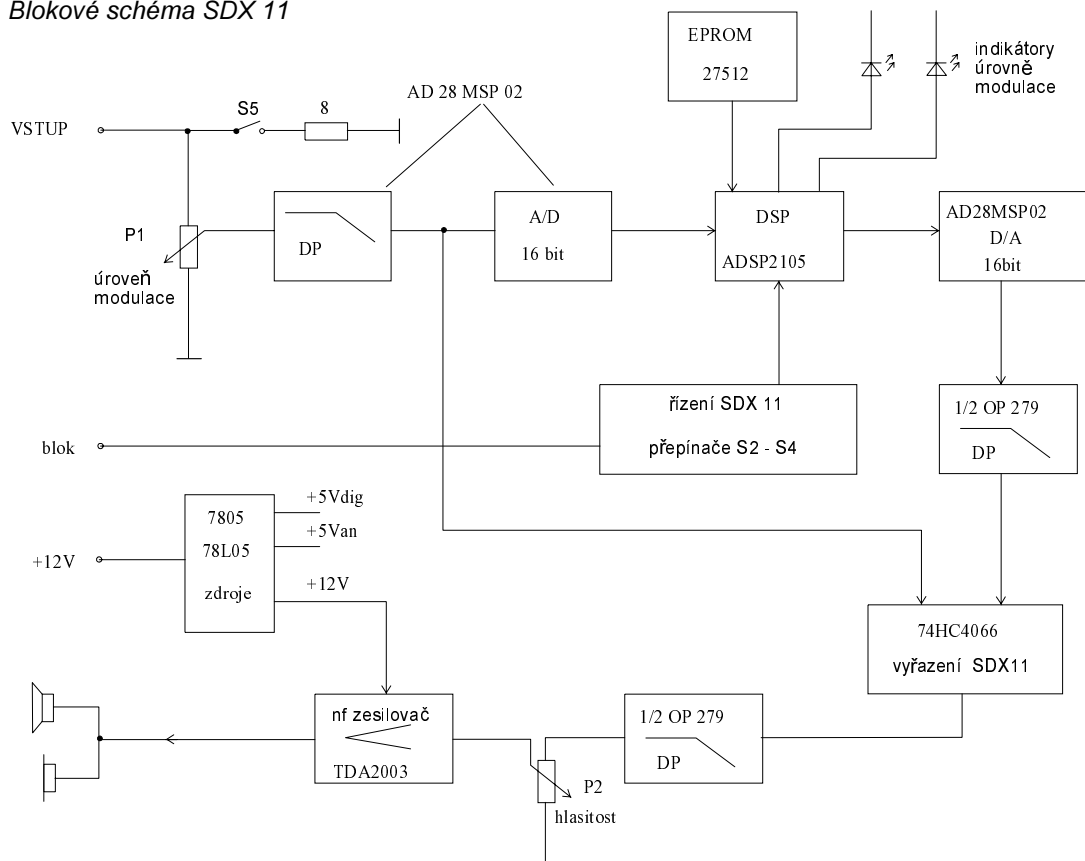 Blokové schéma SDX 11
EPROM
27512
indikátory
úrovně
modulace
AD 28 MSP 02
S5
8
VSTUP
P1
úroveň
modulace
DP
A/D
16 bit
DSP
ADSP2105
AD28MSP02
D/A
16bit
řízení SDX 11
přepínače S2 - S4
1/2 OP 279
DP
blok
+12V
7805
78L05
zdroje
+5Vdig
+5Van
+12V
74HC4066
vyřazení SDX11
nf zesilovač
TDA2003
P2
hlasitost
1/2 OP 279
DP